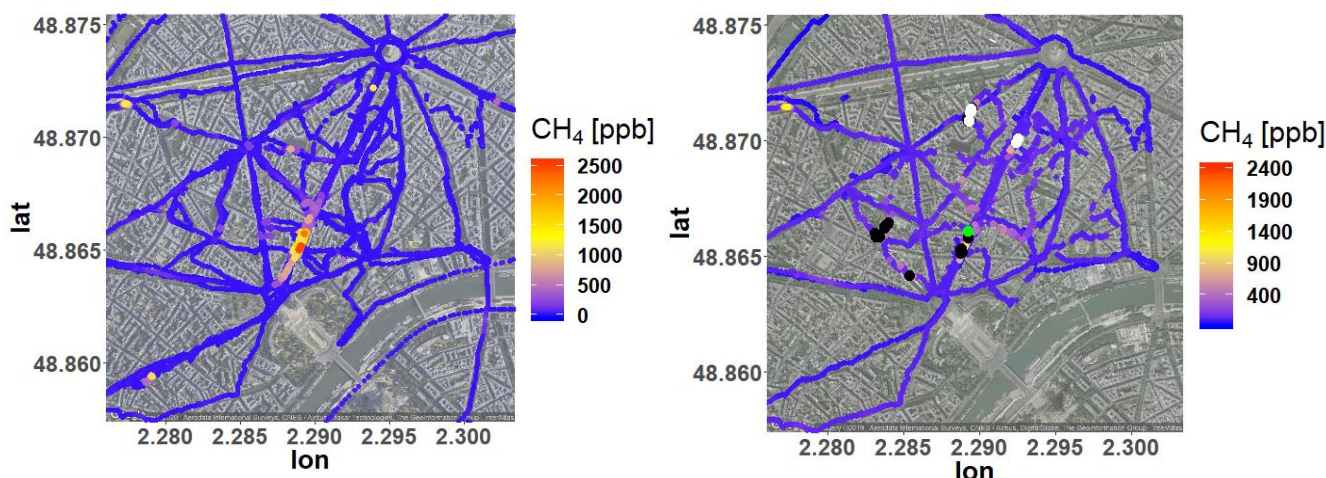 48.875
48.870
48.865
48.860
lat
2.280 2.285 2.290 2.295 2.300
lon
CH₄ [ppb]
2500
2000
1500
1000
500
0
Aerodata International Surveys, CNES / Airbus, Maxar Technologies, The GeoInformation Group
48.875
48.870
48.865
48.860
lat
2.280 2.285 2.290 2.295 2.300
lon
CH₄ [ppb]
2400
1900
1400
900
400
Aerodata International Surveys, CNES / Airbus, DigitalGlobe, The GeoInformation Group